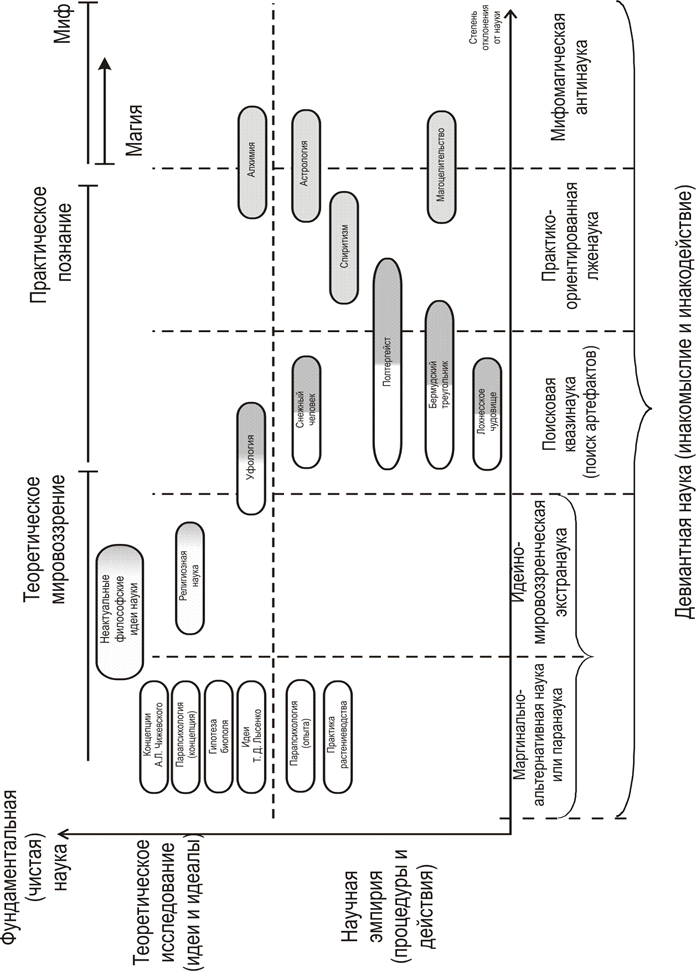 Фундаментальная
(чистая)
наука
Теоретическое
мировоззрение
Практическое
познание
Магия
Миф
Теоретическое
исследование
(идеи и идеалы)
Научная
эмпирия
(процедуры и
действия)
Неактуальные
философские
идеи науки
Концепции
А.Л. Чижевского
Парапсихология
(концепция)
Гипотеза
биополя
Идеи
Т. Д. Лысенко
Религиозная
наука
Уфология
Алхимия
Парапсихология
(опыта)
Практика
растениеводства
Снежный
человек
Астрология
Спиритизм
Полтергейст
Бермудский
треугольник
Магоцелительство
Лохнесское
чудовище
Степень
отклонения
от науки
Маргинально-
альтернативная наука
или паранаука
Идейно-
мировоззренческая
экстранаука
Поисковая
квазинаука
(поиск артефактов)
Практико-
ориентированная
лженаука
Мифомагическая
антинаука
Девиантная наука (инакомыслие и инакодействие)